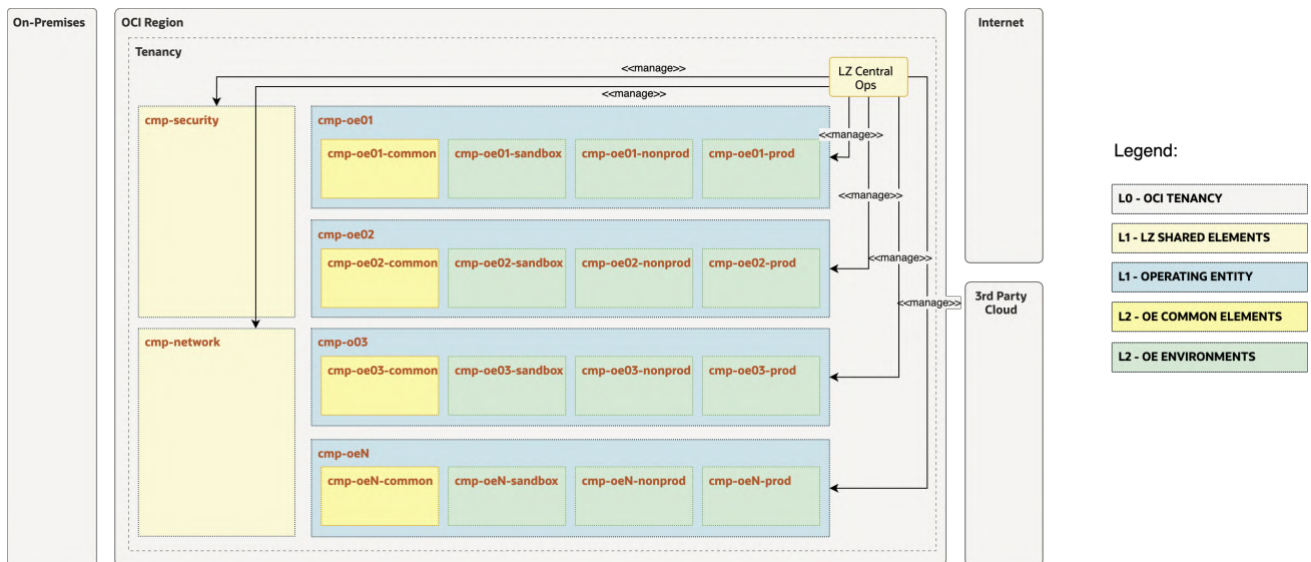 On-Premises
OCI Region
Internet
Tenancy
LZ Central
Ops
<<manage>>
<<manage>>
cmp-security
cmp-oe01
<<manage>>
cmp-oe01-common
cmp-oe01-sandbox
cmp-oe01-nonprod
cmp-oe01-prod
<<manage>>
cmp-oe02
cmp-oe02-common
cmp-oe02-sandbox
cmp-oe02-nonprod
cmp-oe02-prod
<<manage>>
<<manage>>
3rd Party
Cloud
cmp-network
cmp-o03
cmp-oe03-common
cmp-oe03-sandbox
cmp-oe03-nonprod
cmp-oe03-prod
cmp-oeN
cmp-oeN-common
cmp-oeN-sandbox
cmp-oeN-nonprod
cmp-oeN-prod
Legend:
L0 - OCI TENANCY
L1 - LZ SHARED ELEMENTS
L1 - OPERATING ENTITY
L2 - OE COMMON ELEMENTS
L2 - OE ENVIRONMENTS